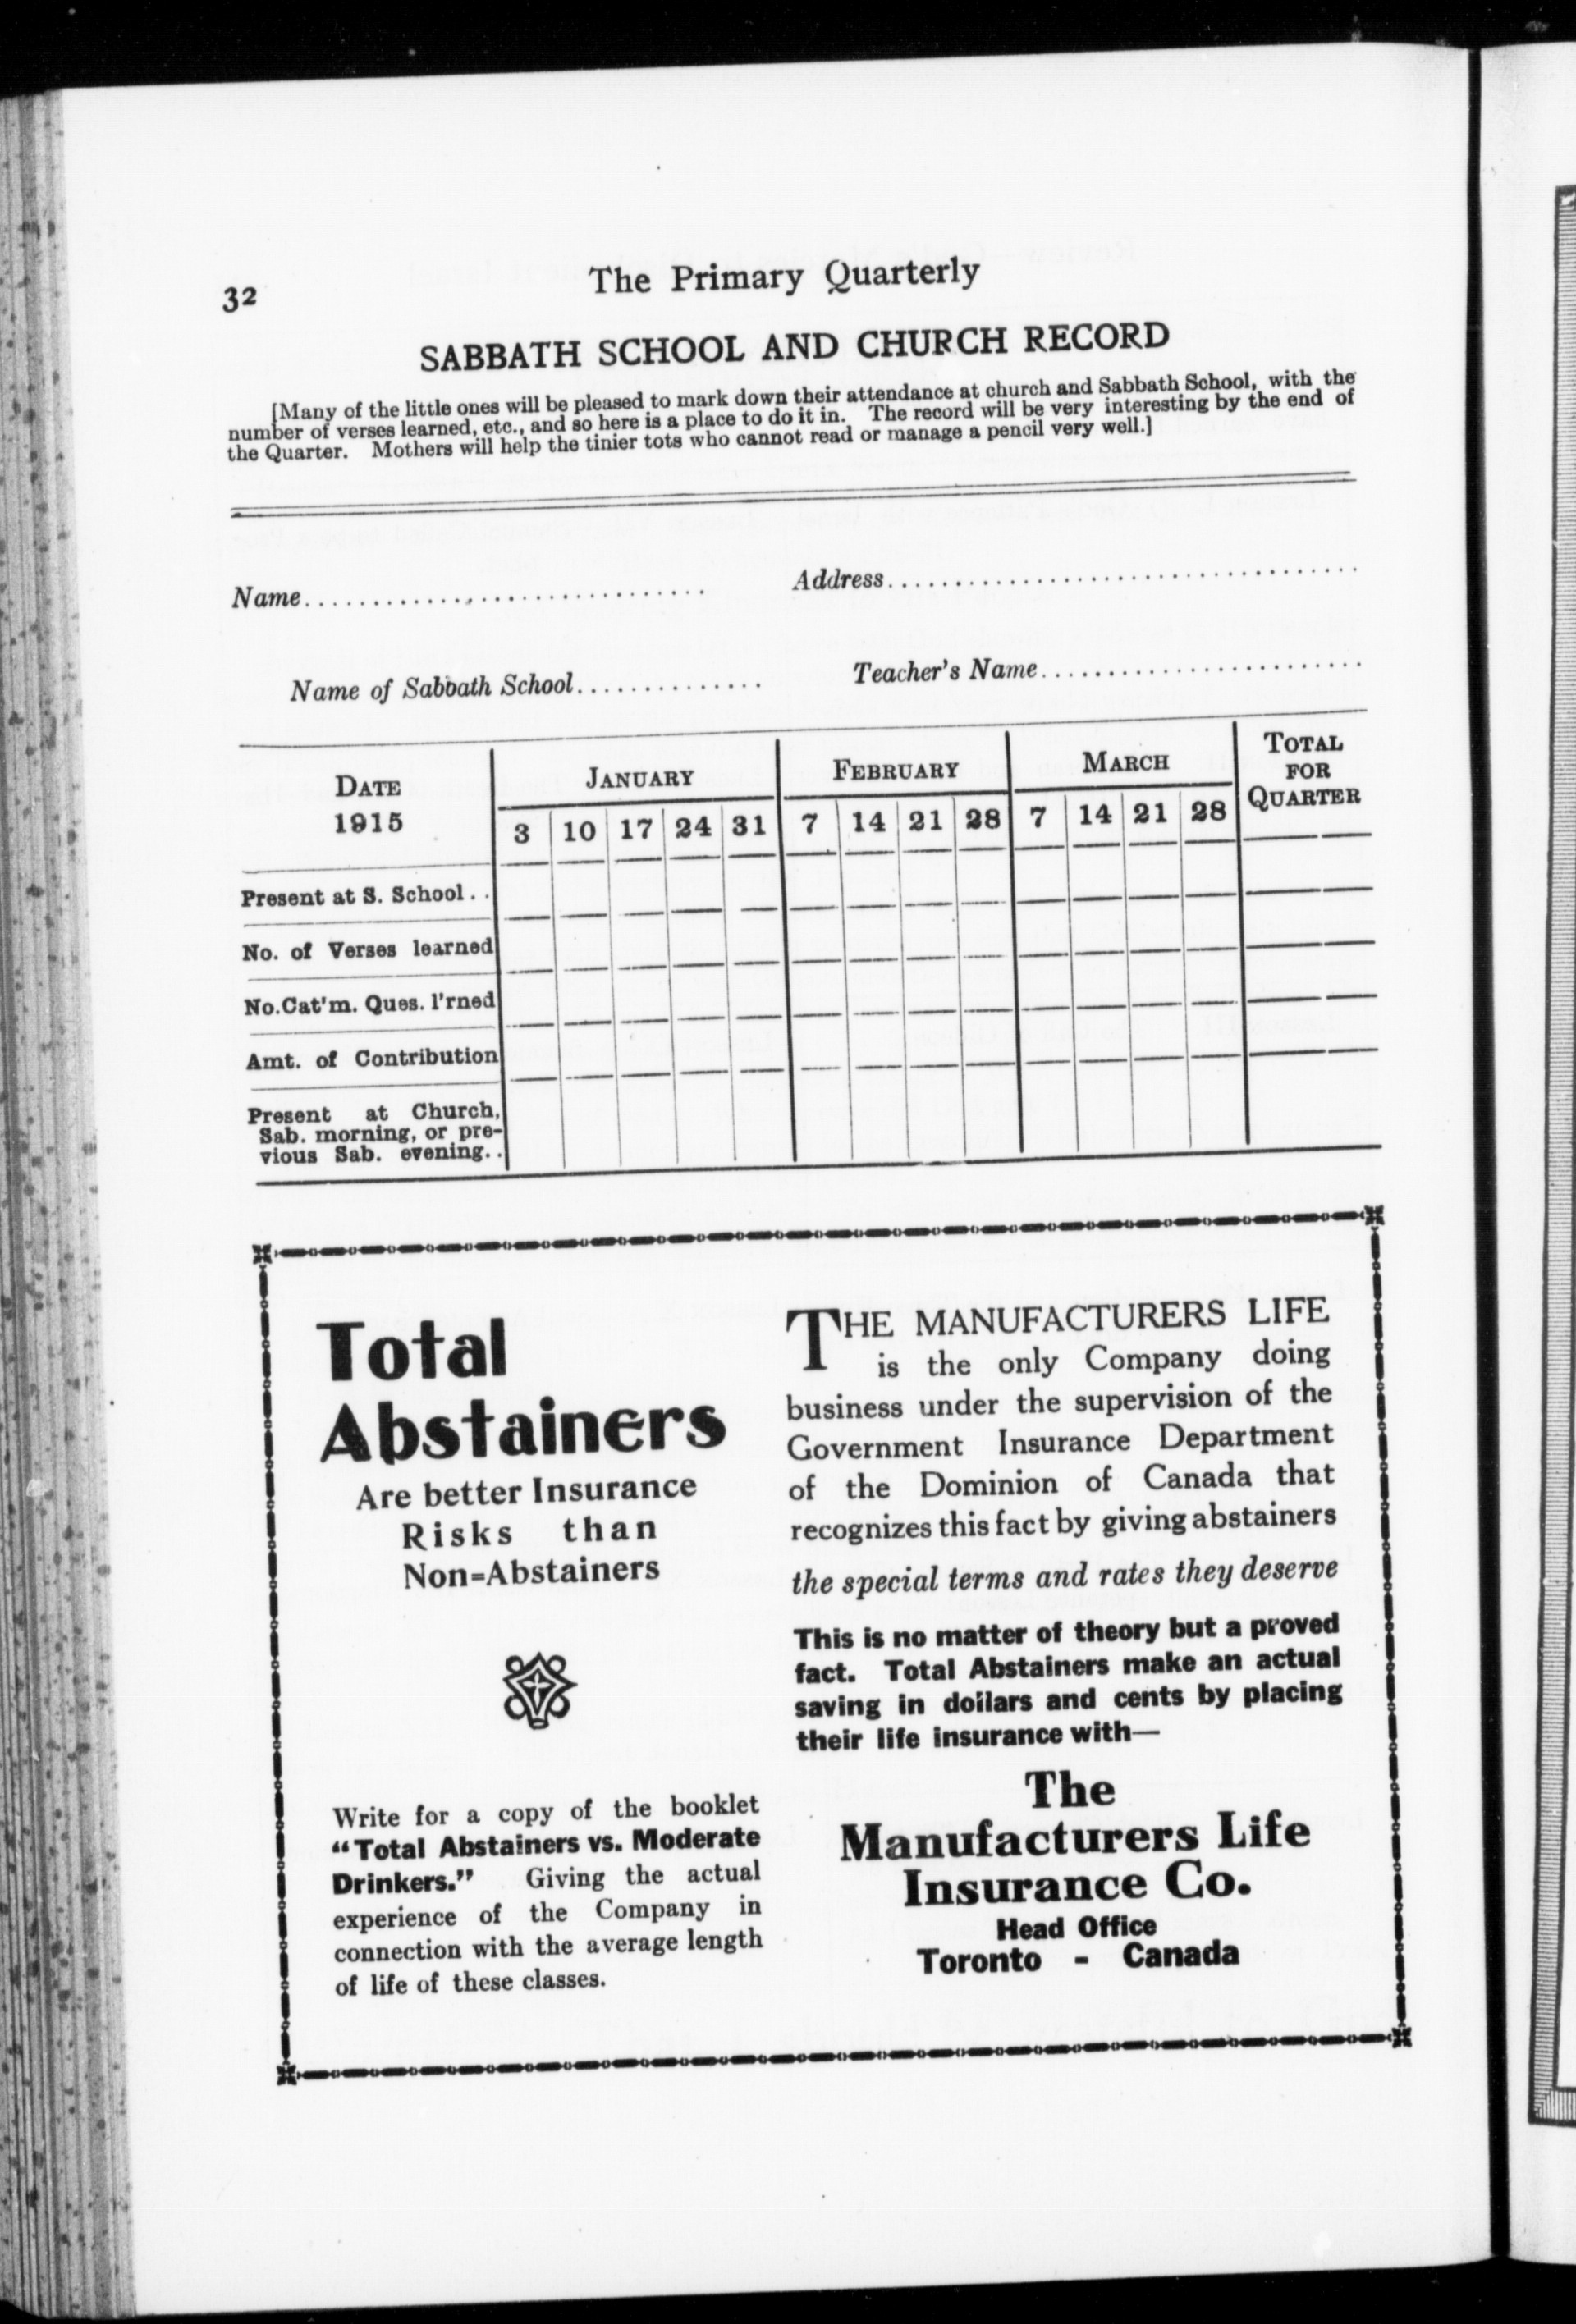 32
The Primary Quarterly
SABBATH SCHOOL AND CHURCH RECORD
[Many of the little ones will be pleased to mark down their attendance at church and Sabbath School, with the
number of verses learned, etc., and so here is a place to do it in. The record will be very interesting by the end of
the Quarter. Mothers will help the tinier tots who cannot read or manage a pencil very well.]
Name.............................. Address...................................
Name of Sabbath School.............. Teacher's Name........................
DATE 1915
JANUARY FEBRUARY MARCH TOTAL FOR QUARTER
3 10 17 24 31 7 14 21 28 7 14 21 28
Present at S. School..
No. of Verses learned
No.Cat'm. Ques. l'rned
Amt. of Contribution
Present at Church,
Sab. morning, or pre-
vious Sab. evening..
Total
Abstainers
Are better Insurance
Risks than
Non=Abstainers
Write for a copy of the booklet
"Total Abstainers vs. Moderate
Drinkers." Giving the actual
experience of the Company in
connection with the average length
of life of these classes.
THE MANUFACTURERS LIFE
is the only Company doing
business under the supervision of the
Government Insurance Department
of the Dominion of Canada that
recognizes this fact by giving abstainers
the special terms and rates they deserve
This is no matter of theory but a proved
fact. Total Abstainers make an actual
saving in dollars and cents by placing
their life insurance with—
The
Manufacturers Life
Insurance Co.
Head Office
Toronto - Canada